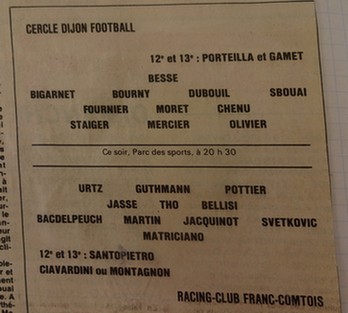 CERCLE DIJON FOOTBALL
12e et 13e : PORTEILLA et GAMET
BESSE
BIGARNET BOURNY DUBOUIL SBOUAI
FOURNIER MORET CHENU
STAIGER MERCIER OLIVIER
Ce soir, Parc des sports, à 20 h 30
URTZ GUTHMANN POTTIER
JASSE THO BELLISI
BACDELPEUCH MARTIN JACQUINOT SVETKOVIC
MATRICIANO
12e et 13e : SANTOPIETRO
CIAVARDINI ou MONTAGNON
RACING-CLUB FRANC-COMTOIS